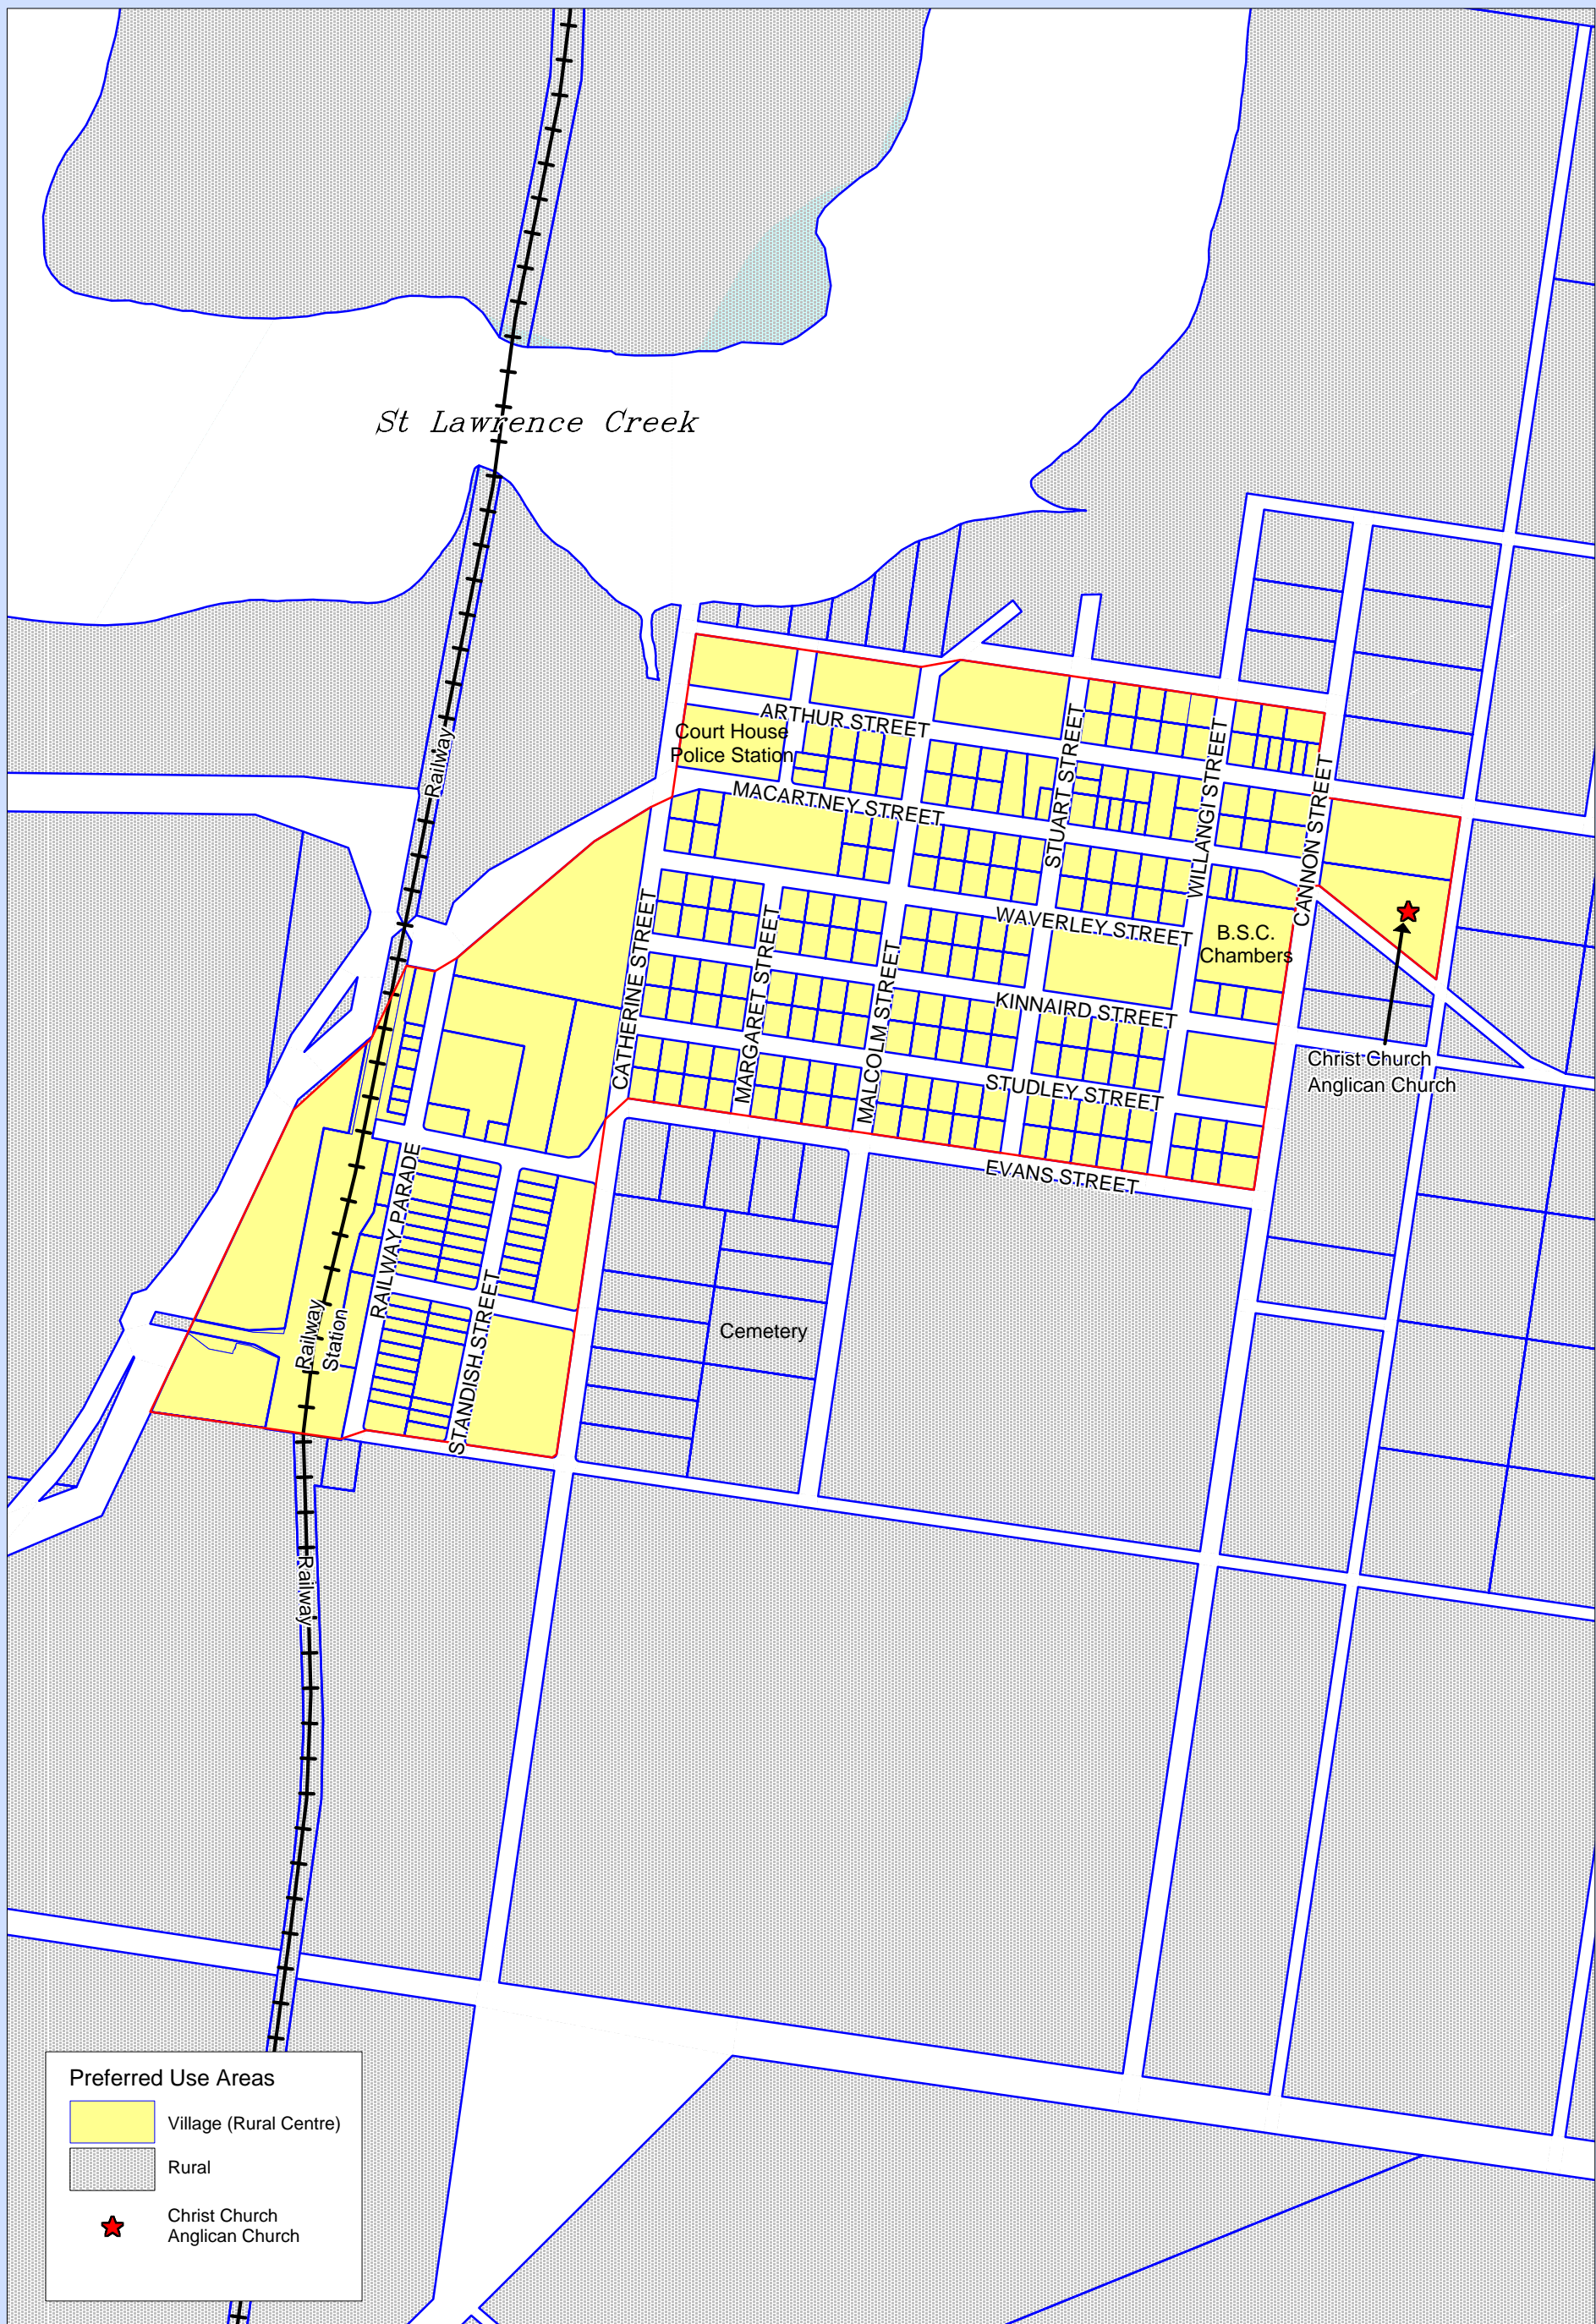 St Lawrence Creek
Railway
ARTHUR STREET
Court House
Police Station
MACARTNEY STREET
STUART STREET
WILLANGI STREET
CANNON STREET
WAVERLEY STREET
B.S.C.
Chambers
CATHERINE STREET
MARGARET STREET
MALCOLM STREET
KINNAIRD STREET
Christ Church
Anglican Church
STUDLEY STREET
EVANS STREET
RAILWAY PARADE
STANDISH STREET
Railway
Station
Cemetery
Railway
Preferred Use Areas
Village (Rural Centre)
Rural
Christ Church
Anglican Church